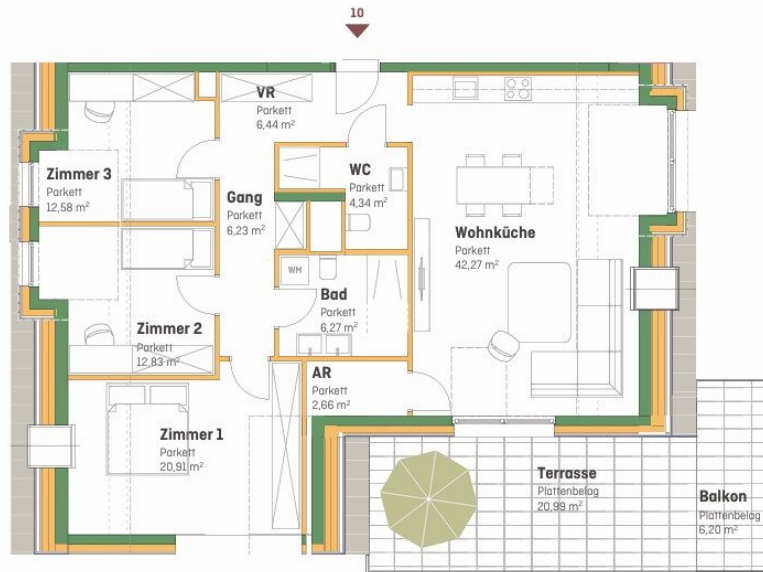 10
VR
Parkett
6,44 m²
Zimmer 3
Parkett
12,58 m²
Gang
Parkett
6,23 m²
WC
Parkett
4,34 m²
Wohnküche
Parkett
42,27 m²
WM
Bad
Parkett
6,27 m²
Zimmer 2
Parkett
12,83 m²
AR
Parkett
2,66 m²
Zimmer 1
Parkett
20,91 m²
Terrasse
Plattenbelag
20,99 m²
Balkon
Plattenbelag
6,20 m²